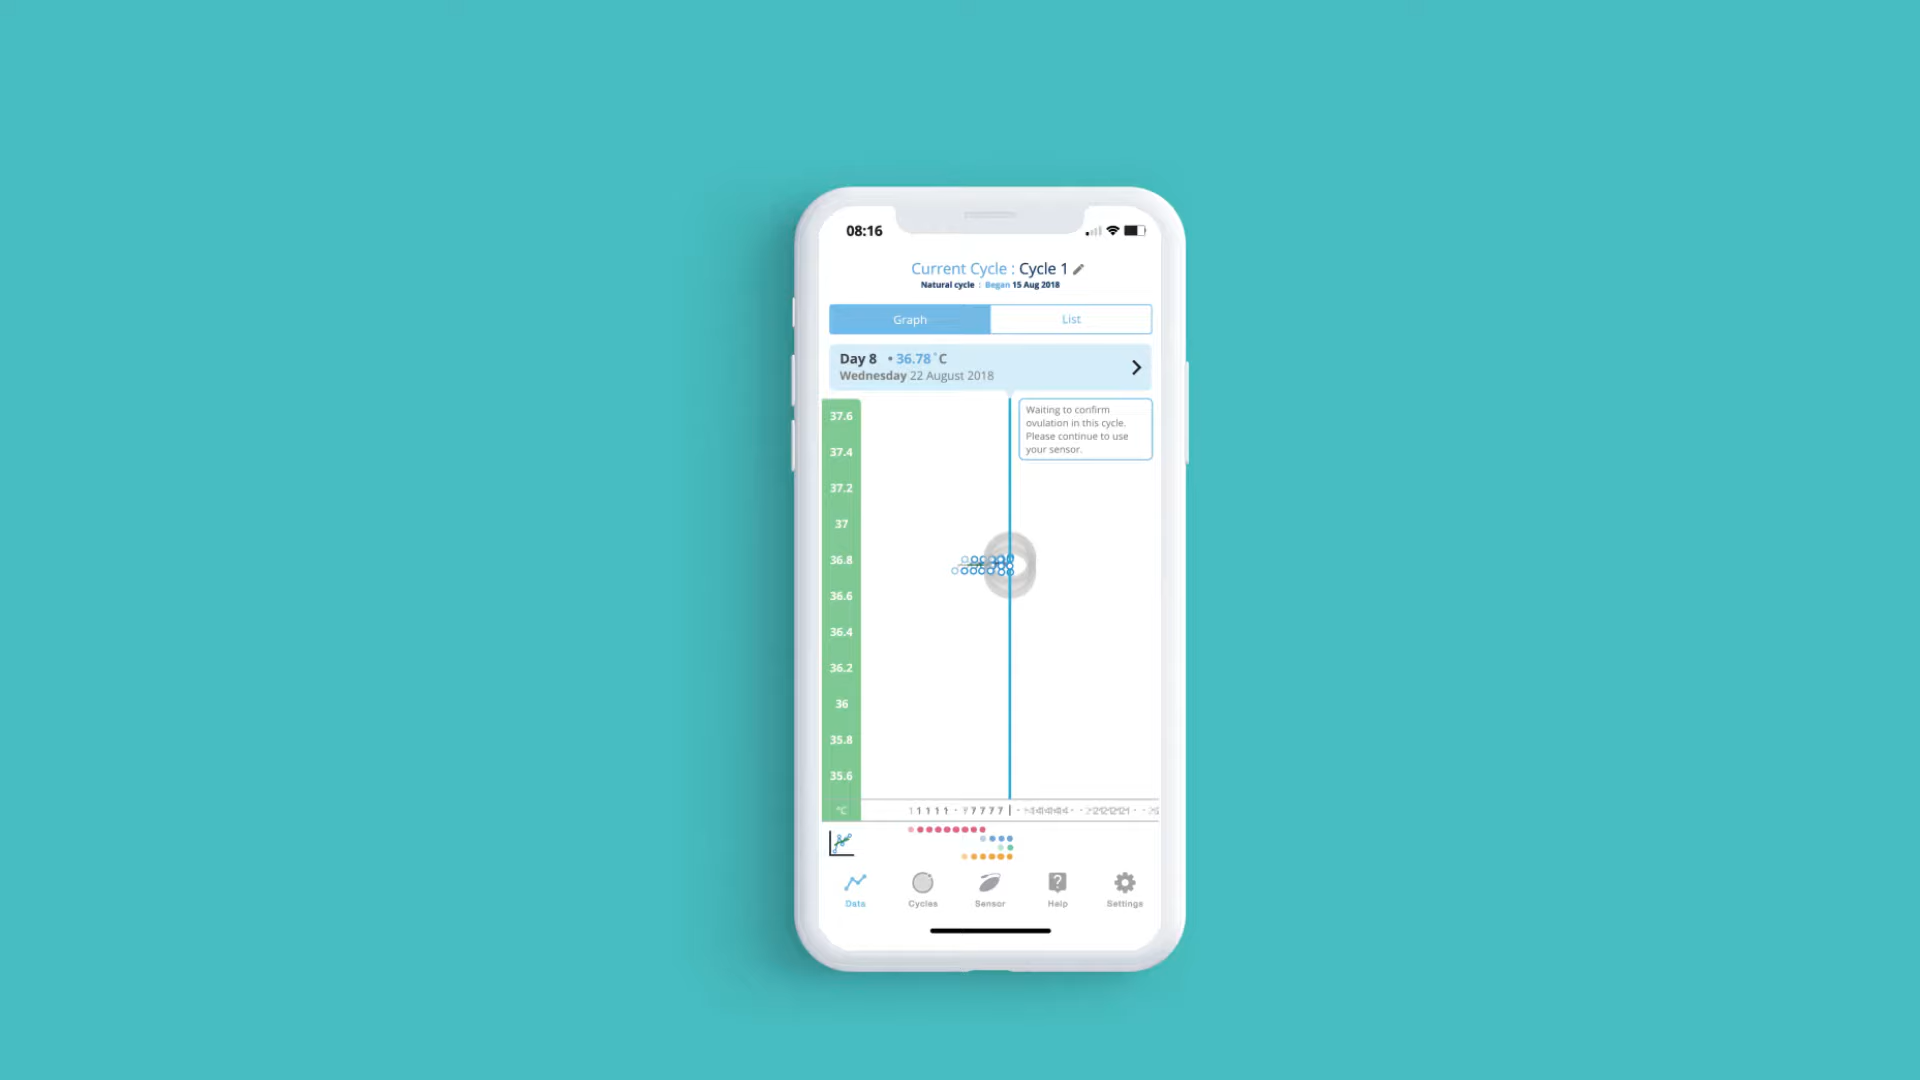 08:16
Current Cycle : Cycle 1
Natural cycle : Began 15 Aug 2018
Graph
List
Day 8 • 36.78°C
Wednesday 22 August 2018
Waiting to confirm
ovulation in this cycle.
Please continue to use
your sensor.
37.6
37.4
37.2
37
36.8
36.6
36.4
36.2
36
35.8
35.6
°C
Data
Cycles
Sensor
Help
Settings